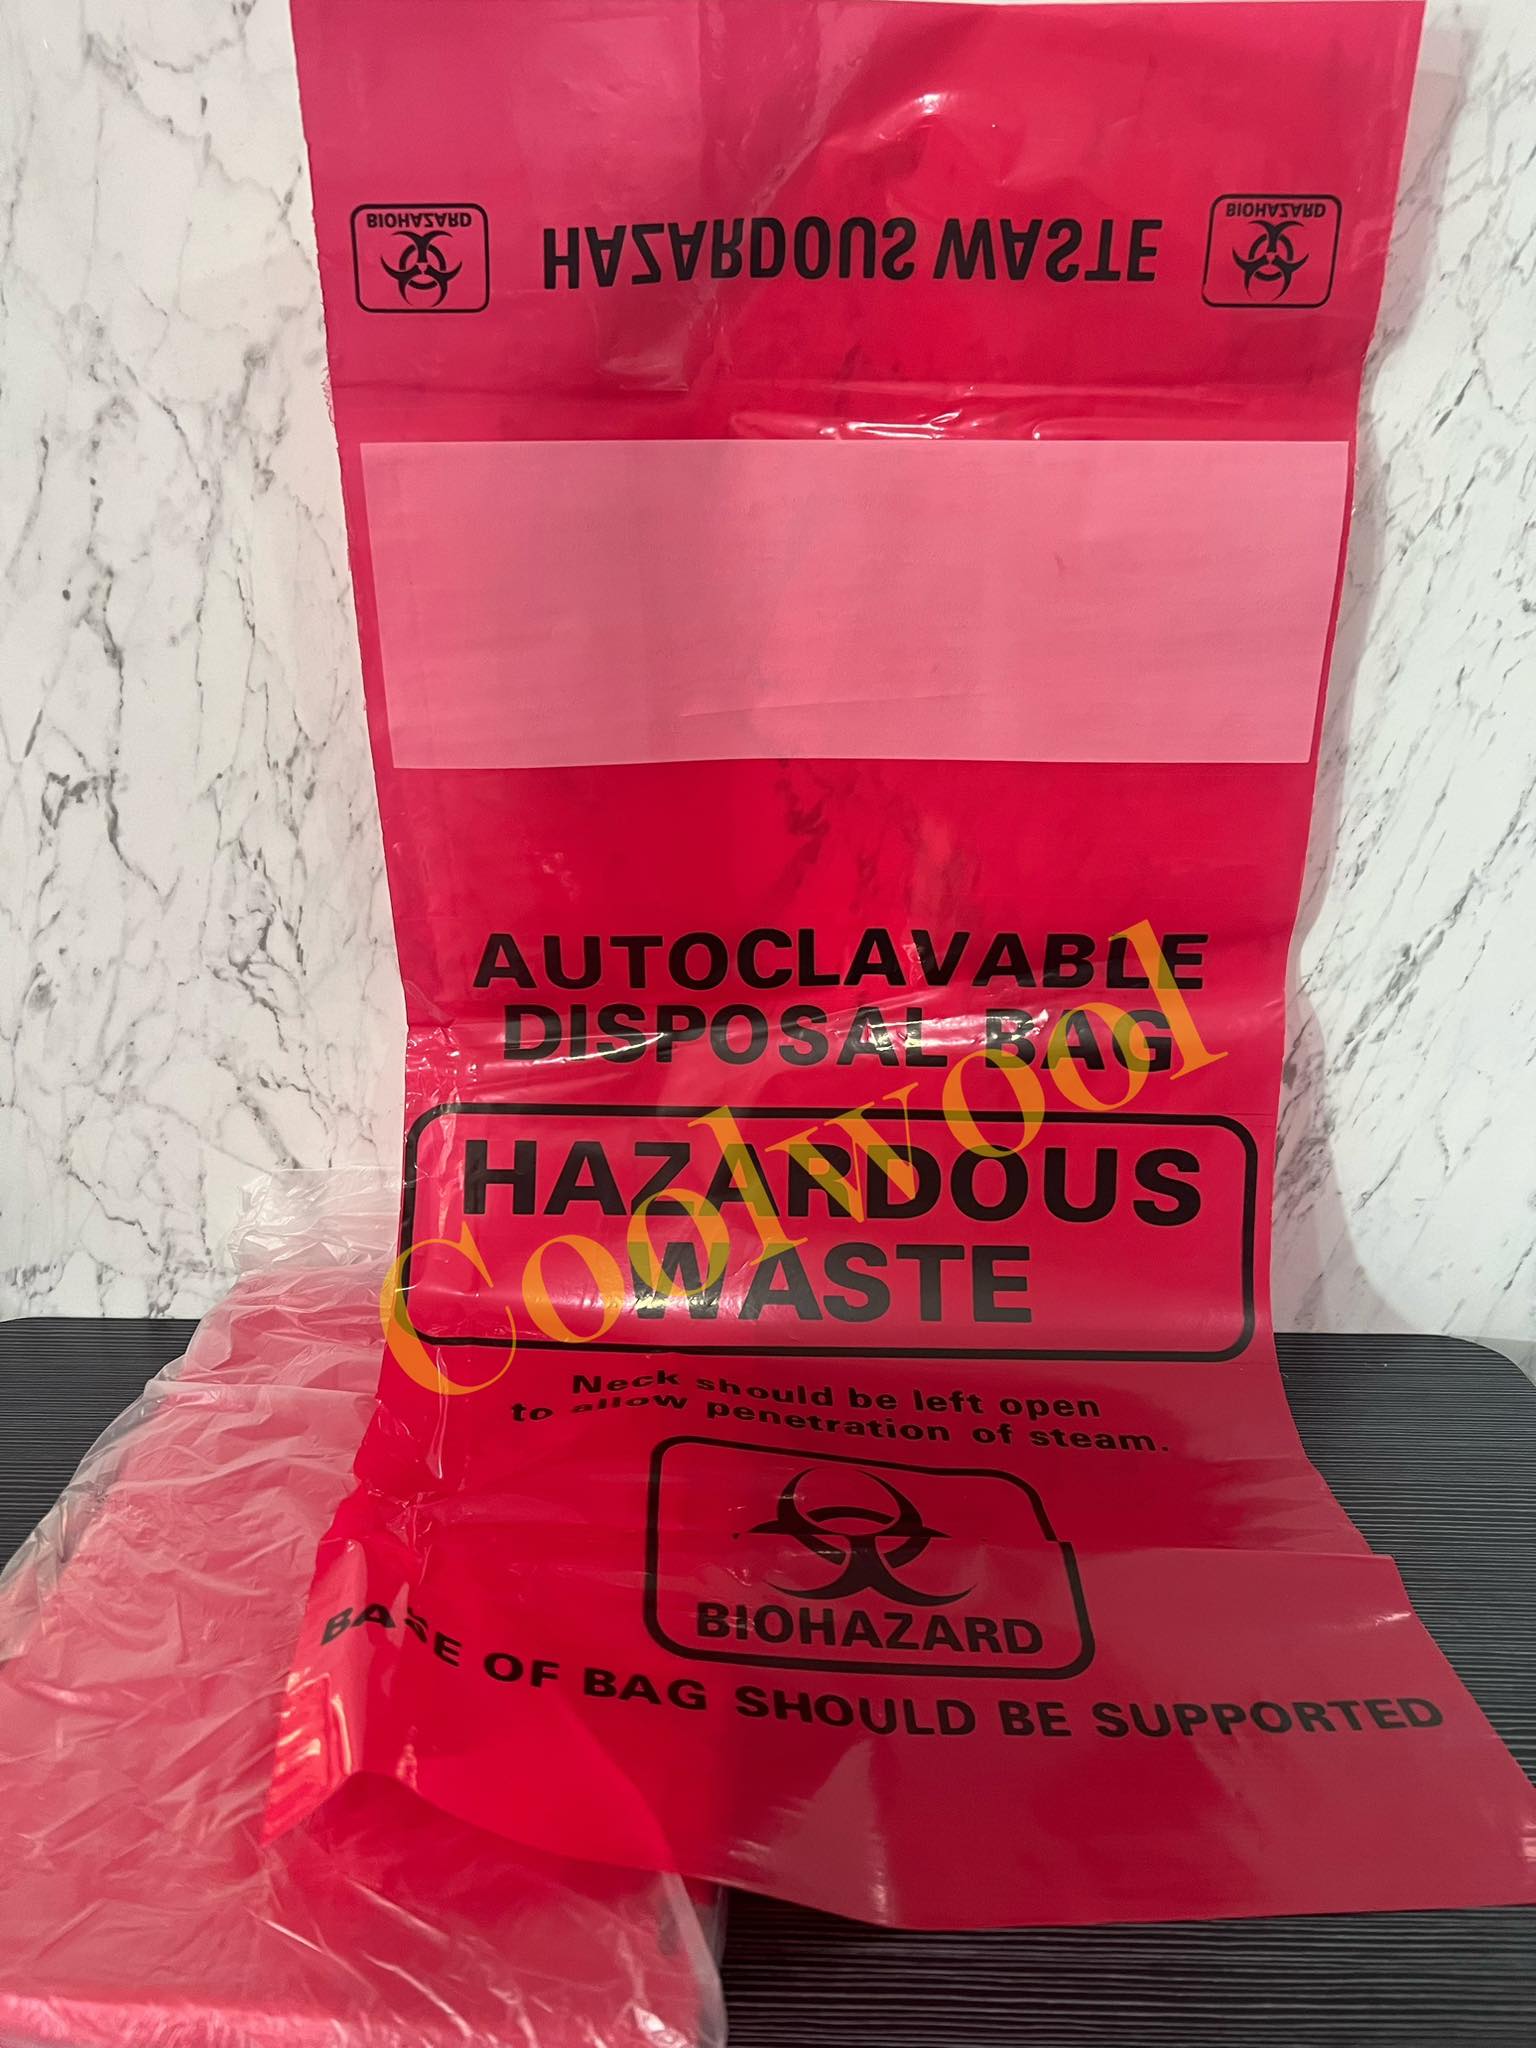 BIOHAZARD
HAZARDOUS WASTE
BIOHAZARD
AUTOCLAVABLE
DISPOSAL BAG
HAZARDOUS
WASTE
Coolwool
Neck should be left open
to allow penetration of steam.
BIOHAZARD
BASE OF BAG SHOULD BE SUPPORTED